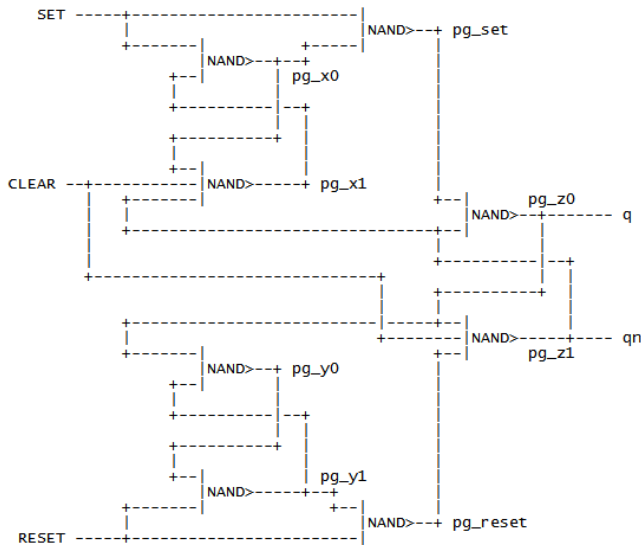 SET
NAND> pg_set
NAND>
pg_x0
CLEAR
NAND> pg_x1
pg_z0
NAND> q
NAND> qn
pg_z1
NAND> pg_y0
pg_y1
NAND>
NAND> pg_reset
RESET